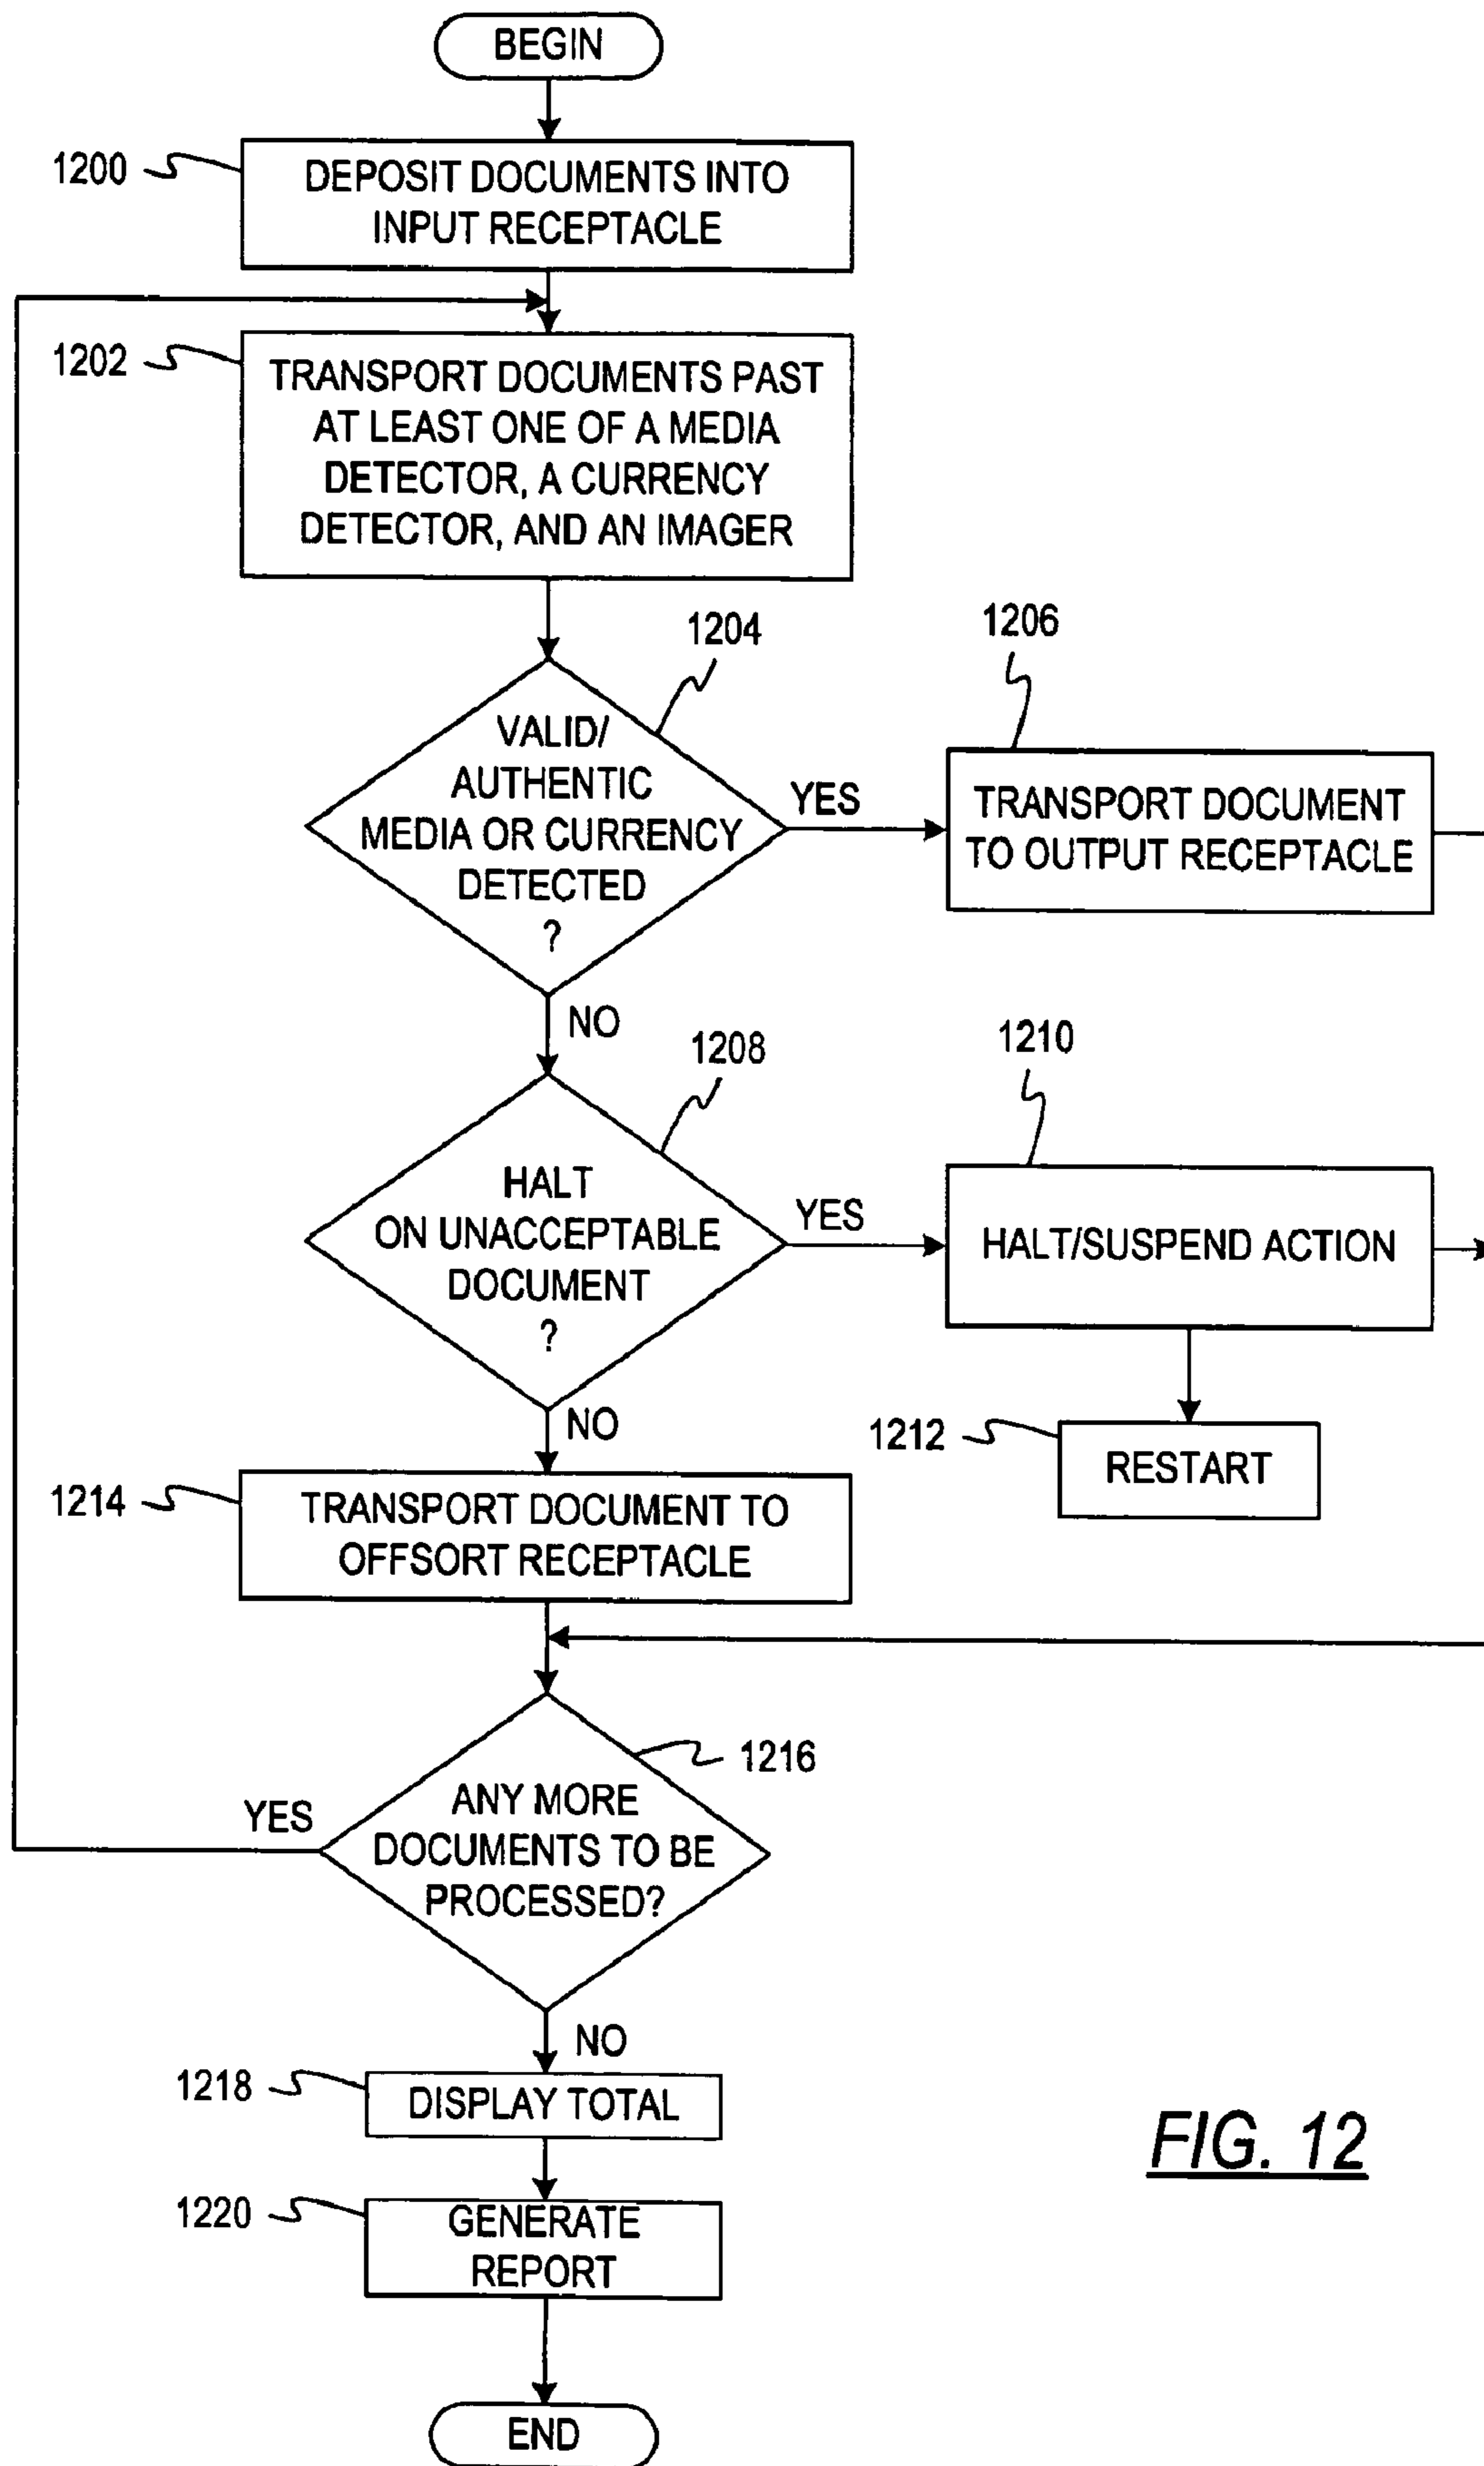 BEGIN
1200
DEPOSIT DOCUMENTS INTO
INPUT RECEPTACLE
1202
TRANSPORT DOCUMENTS PAST
AT LEAST ONE OF A MEDIA
DETECTOR, A CURRENCY
DETECTOR, AND AN IMAGER
1204
VALID/
AUTHENTIC
MEDIA OR CURRENCY
DETECTED
?
YES
1206
TRANSPORT DOCUMENT
TO OUTPUT RECEPTACLE
NO
1208
HALT
ON UNACCEPTABLE
DOCUMENT
?
YES
1210
HALT/SUSPEND ACTION
1212
RESTART
NO
1214
TRANSPORT DOCUMENT TO
OFFSORT RECEPTACLE
1216
ANY MORE
DOCUMENTS TO BE
PROCESSED?
YES
NO
1218
DISPLAY TOTAL
1220
GENERATE
REPORT
END
FIG. 12